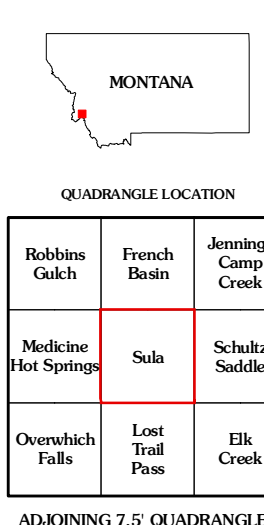 MONTANA
QUADRANGLE LOCATION
Robbins Gulch
French Basin
Jennings Camp Creek
Medicine Hot Springs
Sula
Schultz Saddle
Overwhich Falls
Lost Trail Pass
Elk Creek
ADJOINING 7.5' QUADRANGLE